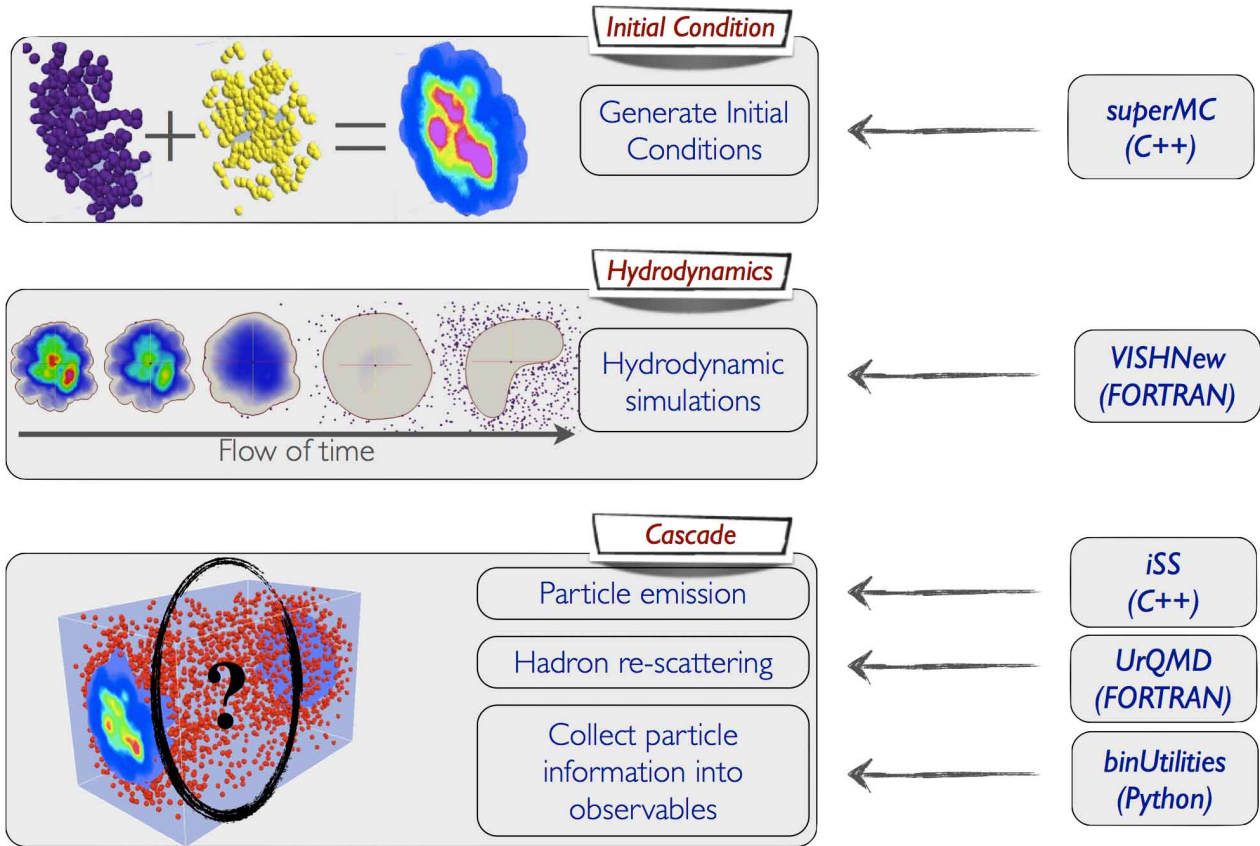 Initial Condition
Generate Initial
Conditions
superMC
(C++)
+
=
Hydrodynamics
Hydrodynamic
simulations
Flow of time
VISHNew
(FORTRAN)
Cascade
Particle emission
iSS
(C++)
Hadron re-scattering
UrQMD
(FORTRAN)
?
Collect particle
information into
observables
binUtilities
(Python)